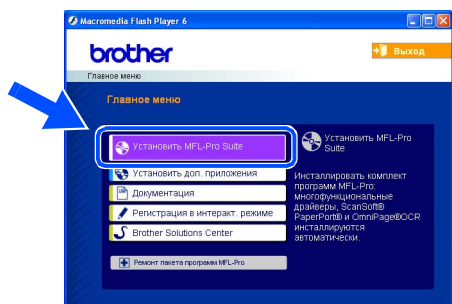 Macromedia Flash Player 6
brother
Выход
Главное меню
Главное меню
Установить MFL-Pro Suite
Установить доп. приложения
Документация
Регистрация в интеракт. режиме
Brother Solutions Center
Ремонт пакета программ MFL-Pro
Установить MFL-Pro
Suite
Инсталлировать комплект
программ MFL-Pro:
многофункциональные
драйверы, ScanSoft®
PaperPort® и OmniPage®OCR
инсталлируются
автоматически.